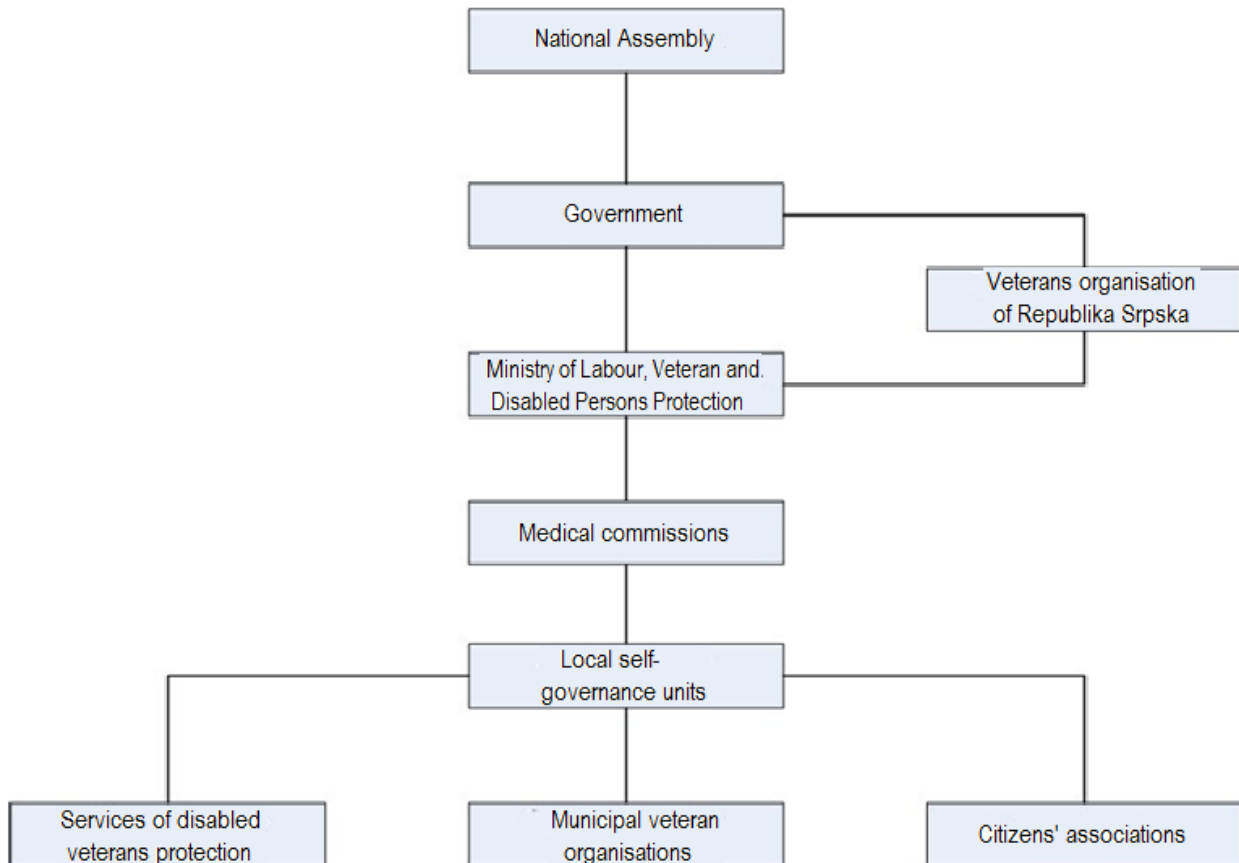 National Assembly
Government
Veterans organisation
of Republika Srpska
Ministry of Labour, Veteran and.
Disabled Persons Protection
Medical commissions
Local self-
governance units
Services of disabled
veterans protection
Municipal veteran
organisations
Citizens' associations